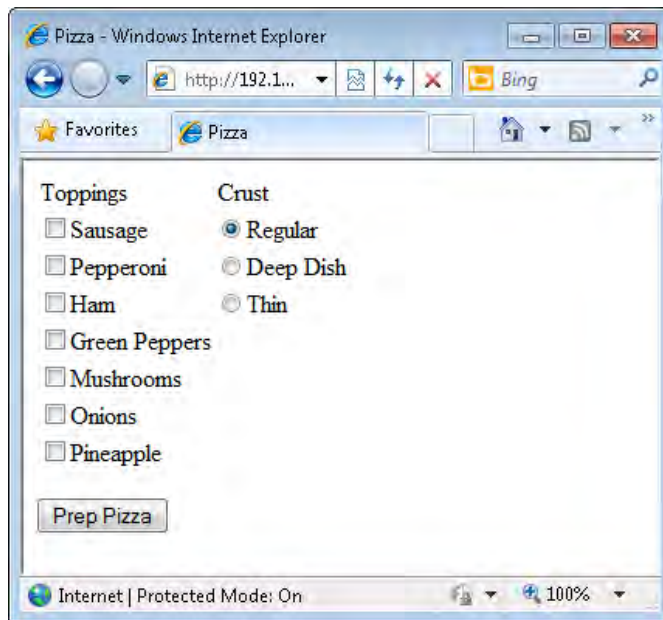 Pizza - Windows Internet Explorer
http://192.1...
Bing
Favorites
Pizza
Toppings
Crust
Sausage
Regular
Pepperoni
Deep Dish
Ham
Thin
Green Peppers
Mushrooms
Onions
Pineapple
Prep Pizza
Internet | Protected Mode: On
100%